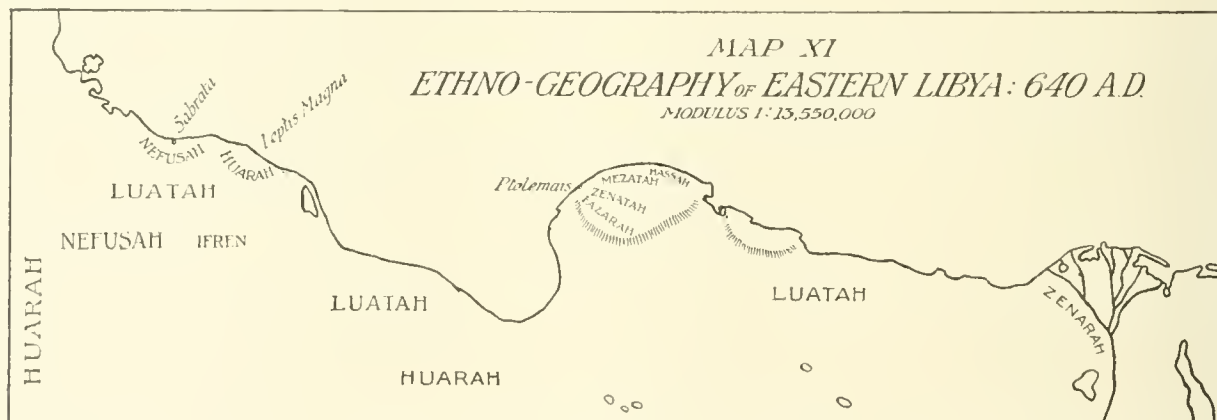 MAP XI
ETHNO-GEOGRAPHY OF EASTERN LIBYA: 640 A.D.
MODULUS 1:13,550,000
Sabrata
Leptis Magna
NEFUSAH
HUARAH
LUATAH
NEFUSAH
IFREN
HUARAH
LUATAH
HUARAH
Ptolemais
HASSAH
MEZATAH
ZENATAH
FAZARAH
LUATAH
ZENARAH